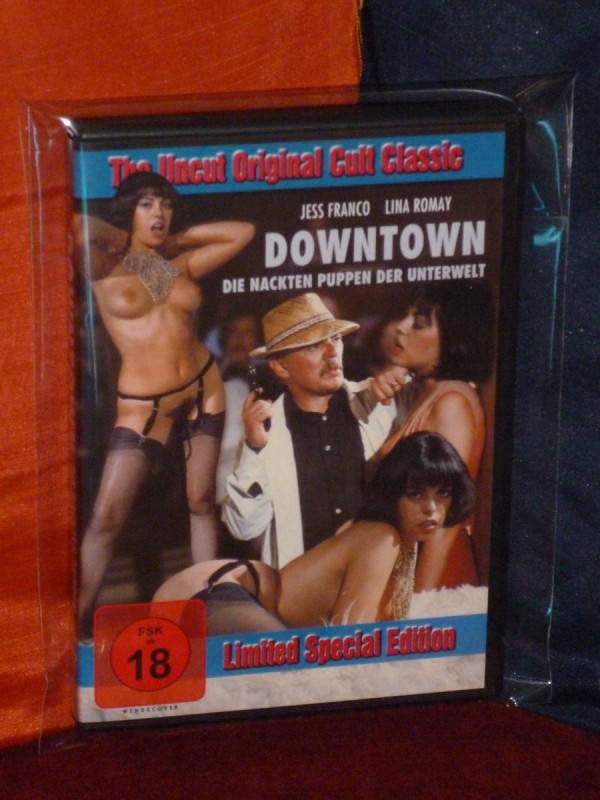 The Uncut Original Cult Classic
JESS FRANCO LINA ROMAY
DOWNTOWN
DIE NACKTEN PUPPEN DER UNTERWELT
FSK
ab
18
WENDECOVER
Limited Special Edition